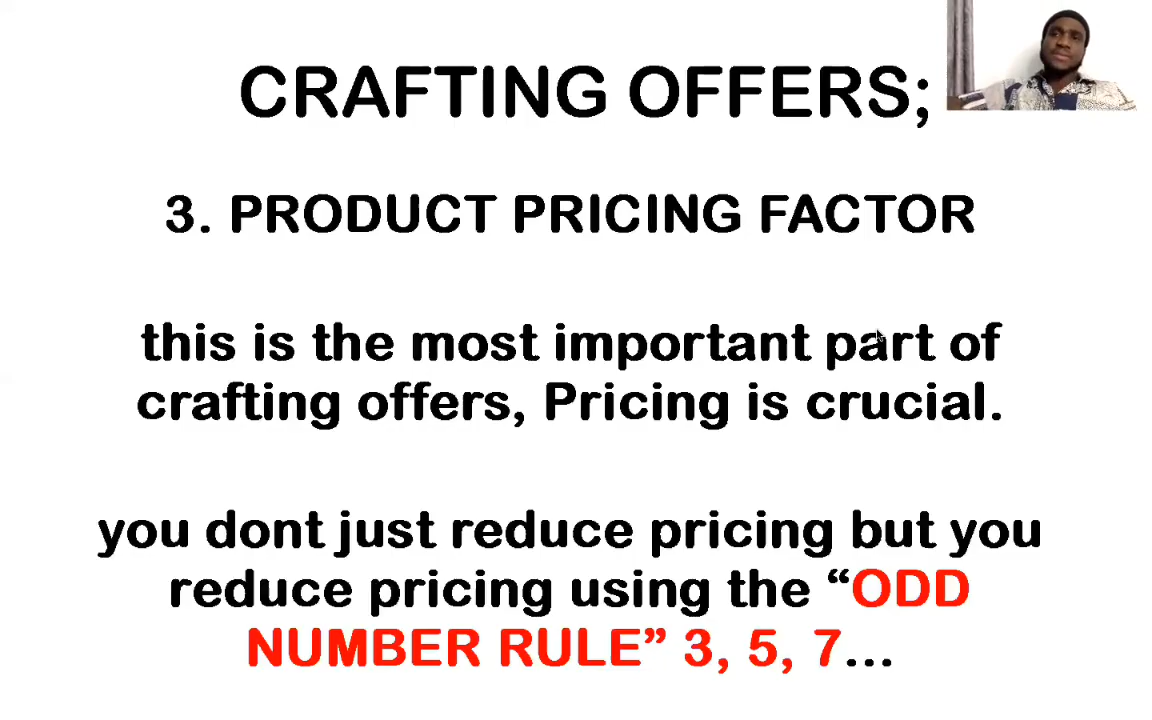 CRAFTING OFFERS;
3. PRODUCT PRICING FACTOR
this is the most important part of
crafting offers, Pricing is crucial.
you dont just reduce pricing but you
reduce pricing using the “ODD
NUMBER RULE” 3, 5, 7...